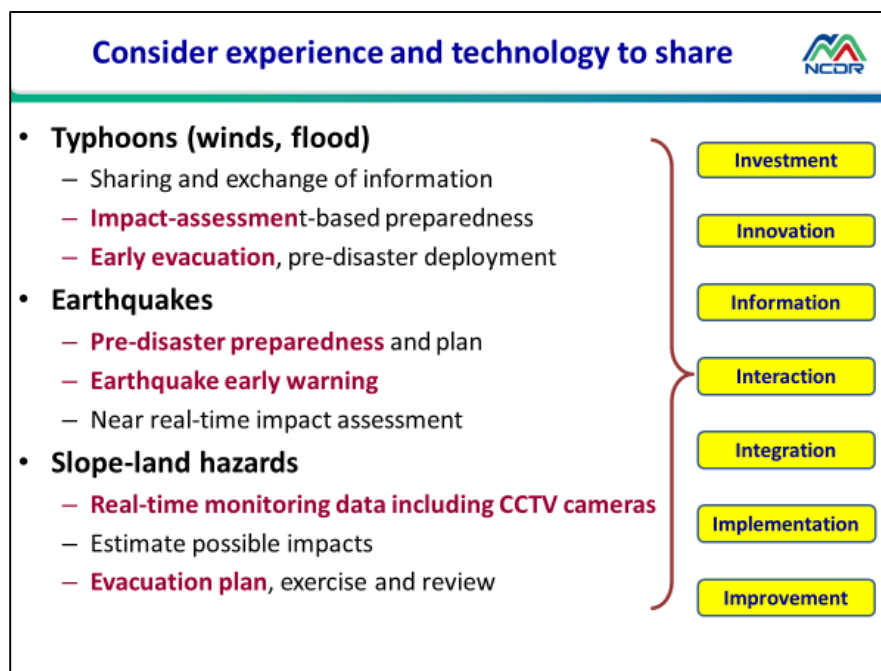 Consider experience and technology to share
NCDR
• Typhoons (winds, flood)
– Sharing and exchange of information
– Impact-assessment-based preparedness
– Early evacuation, pre-disaster deployment
• Earthquakes
– Pre-disaster preparedness and plan
– Earthquake early warning
– Near real-time impact assessment
• Slope-land hazards
– Real-time monitoring data including CCTV cameras
– Estimate possible impacts
– Evacuation plan, exercise and review
Investment
Innovation
Information
Interaction
Integration
Implementation
Improvement